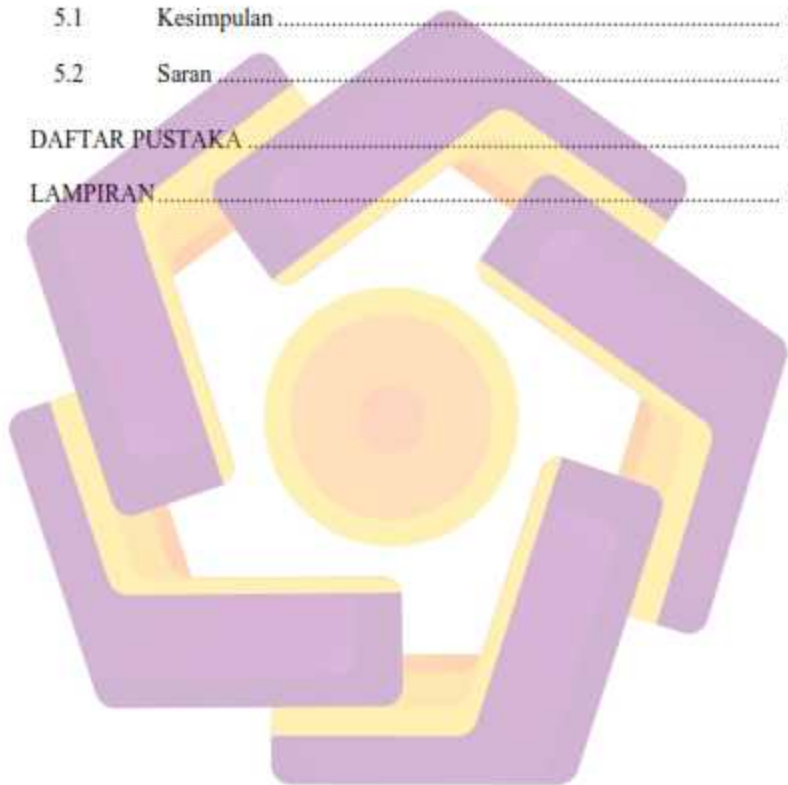 5.1 Kesimpulan ........................................................................
5.2 Saran ........................................................................
DAFTAR PUSTAKA ........................................................................
LAMPIRAN ........................................................................